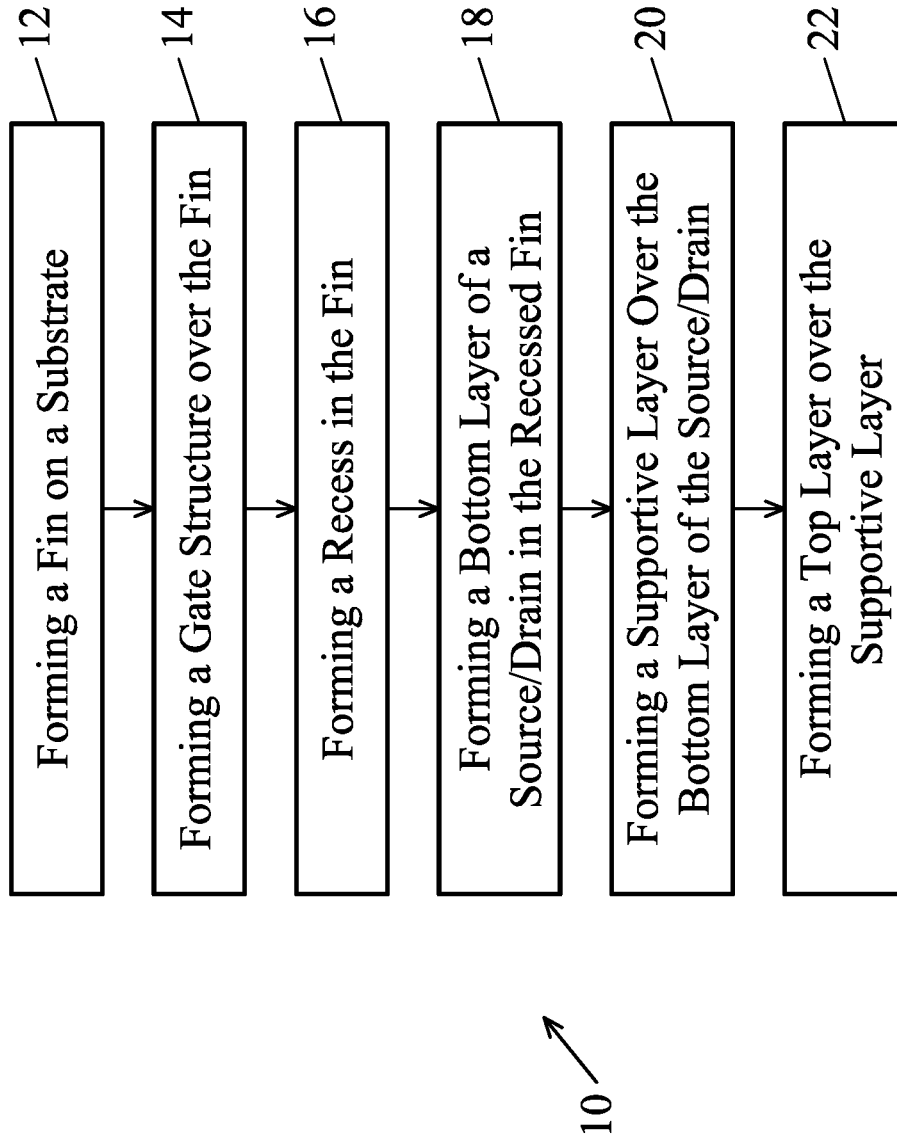 10
Forming a Fin on a Substrate
12
Forming a Gate Structure over the Fin
14
Forming a Recess in the Fin
16
Forming a Bottom Layer of a
Source/Drain in the Recessed Fin
18
Forming a Supportive Layer Over the
Bottom Layer of the Source/Drain
20
Forming a Top Layer over the
Supportive Layer
22